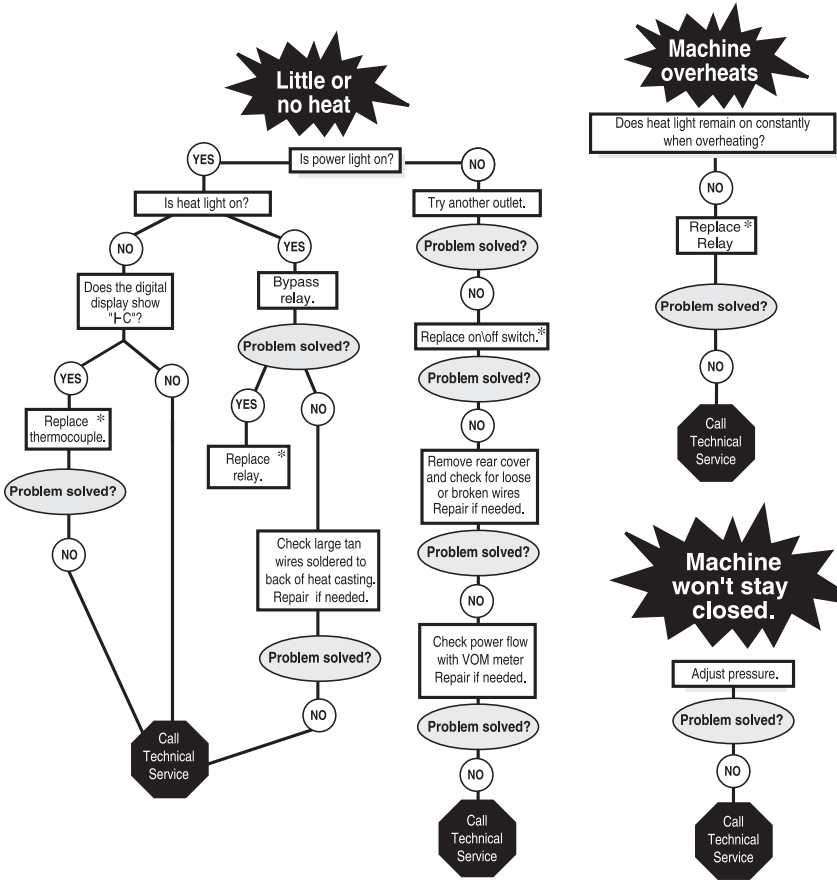 Little or
no heat
Is power light on?
YES
NO
Is heat light on?
NO
YES
Does the digital
display show
"⊢C"?
YES
NO
Replace *
thermocouple.
Problem solved?
NO
Bypass
relay.
Problem solved?
YES
NO
Replace *
relay.
Check large tan
wires soldered to
back of heat casting.
Repair if needed.
Problem solved?
NO
Call
Technical
Service
Try another outlet.
Problem solved?
NO
Replace on\off switch.*
Problem solved?
NO
Remove rear cover
and check for loose
or broken wires
Repair if needed.
Problem solved?
NO
Check power flow
with VOM meter
Repair if needed.
Problem solved?
NO
Call
Technical
Service
Machine
overheats
Does heat light remain on constantly
when overheating?
NO
Replace *
Relay
Problem solved?
NO
Call
Technical
Service
Machine
won't stay
closed.
Adjust pressure.
Problem solved?
NO
Call
Technical
Service